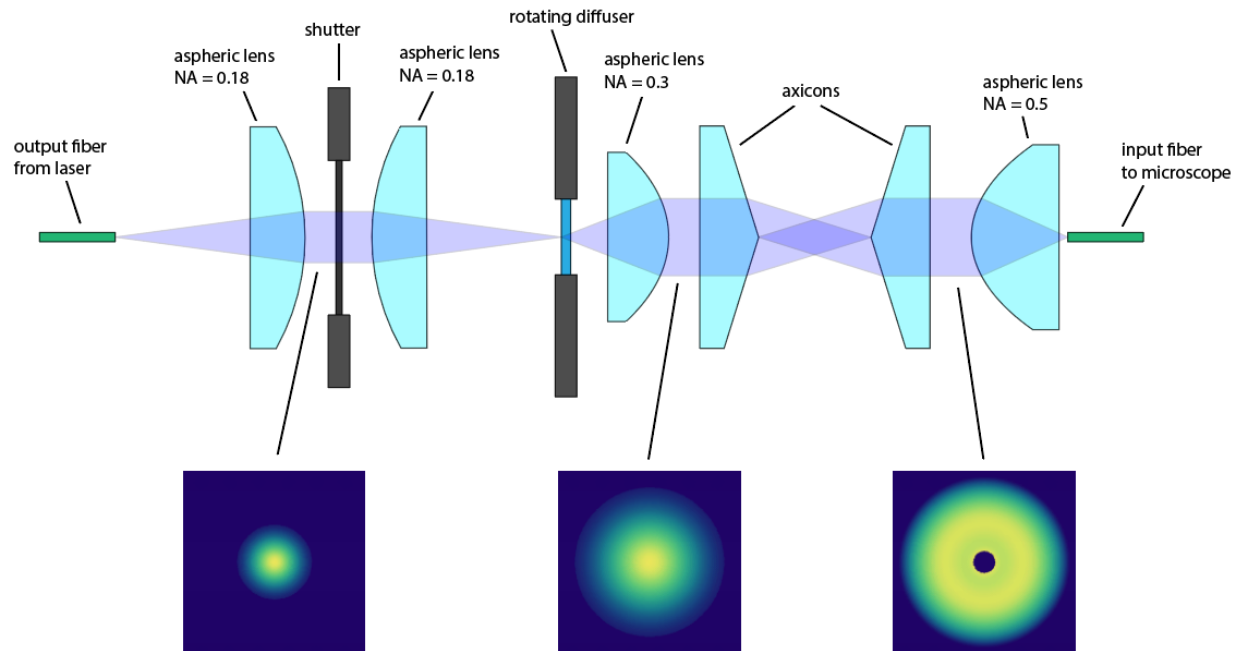 shutter
rotating diffuser
aspheric lens
NA = 0.18
aspheric lens
NA = 0.18
aspheric lens
NA = 0.3
axicons
aspheric lens
NA = 0.5
output fiber
from laser
input fiber
to microscope